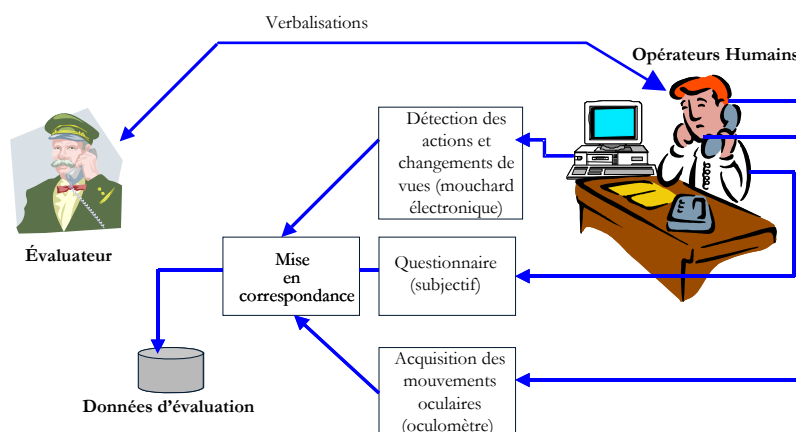 Verbalisations
Opérateurs Humains
Détection des
actions et
changements de
vues (mouchard
électronique)
Évaluateur
Mise
en
correspondance
Questionnaire
(subjectif)
Acquisition des
mouvements
oculaires
(oculomètre)
Données d'évaluation